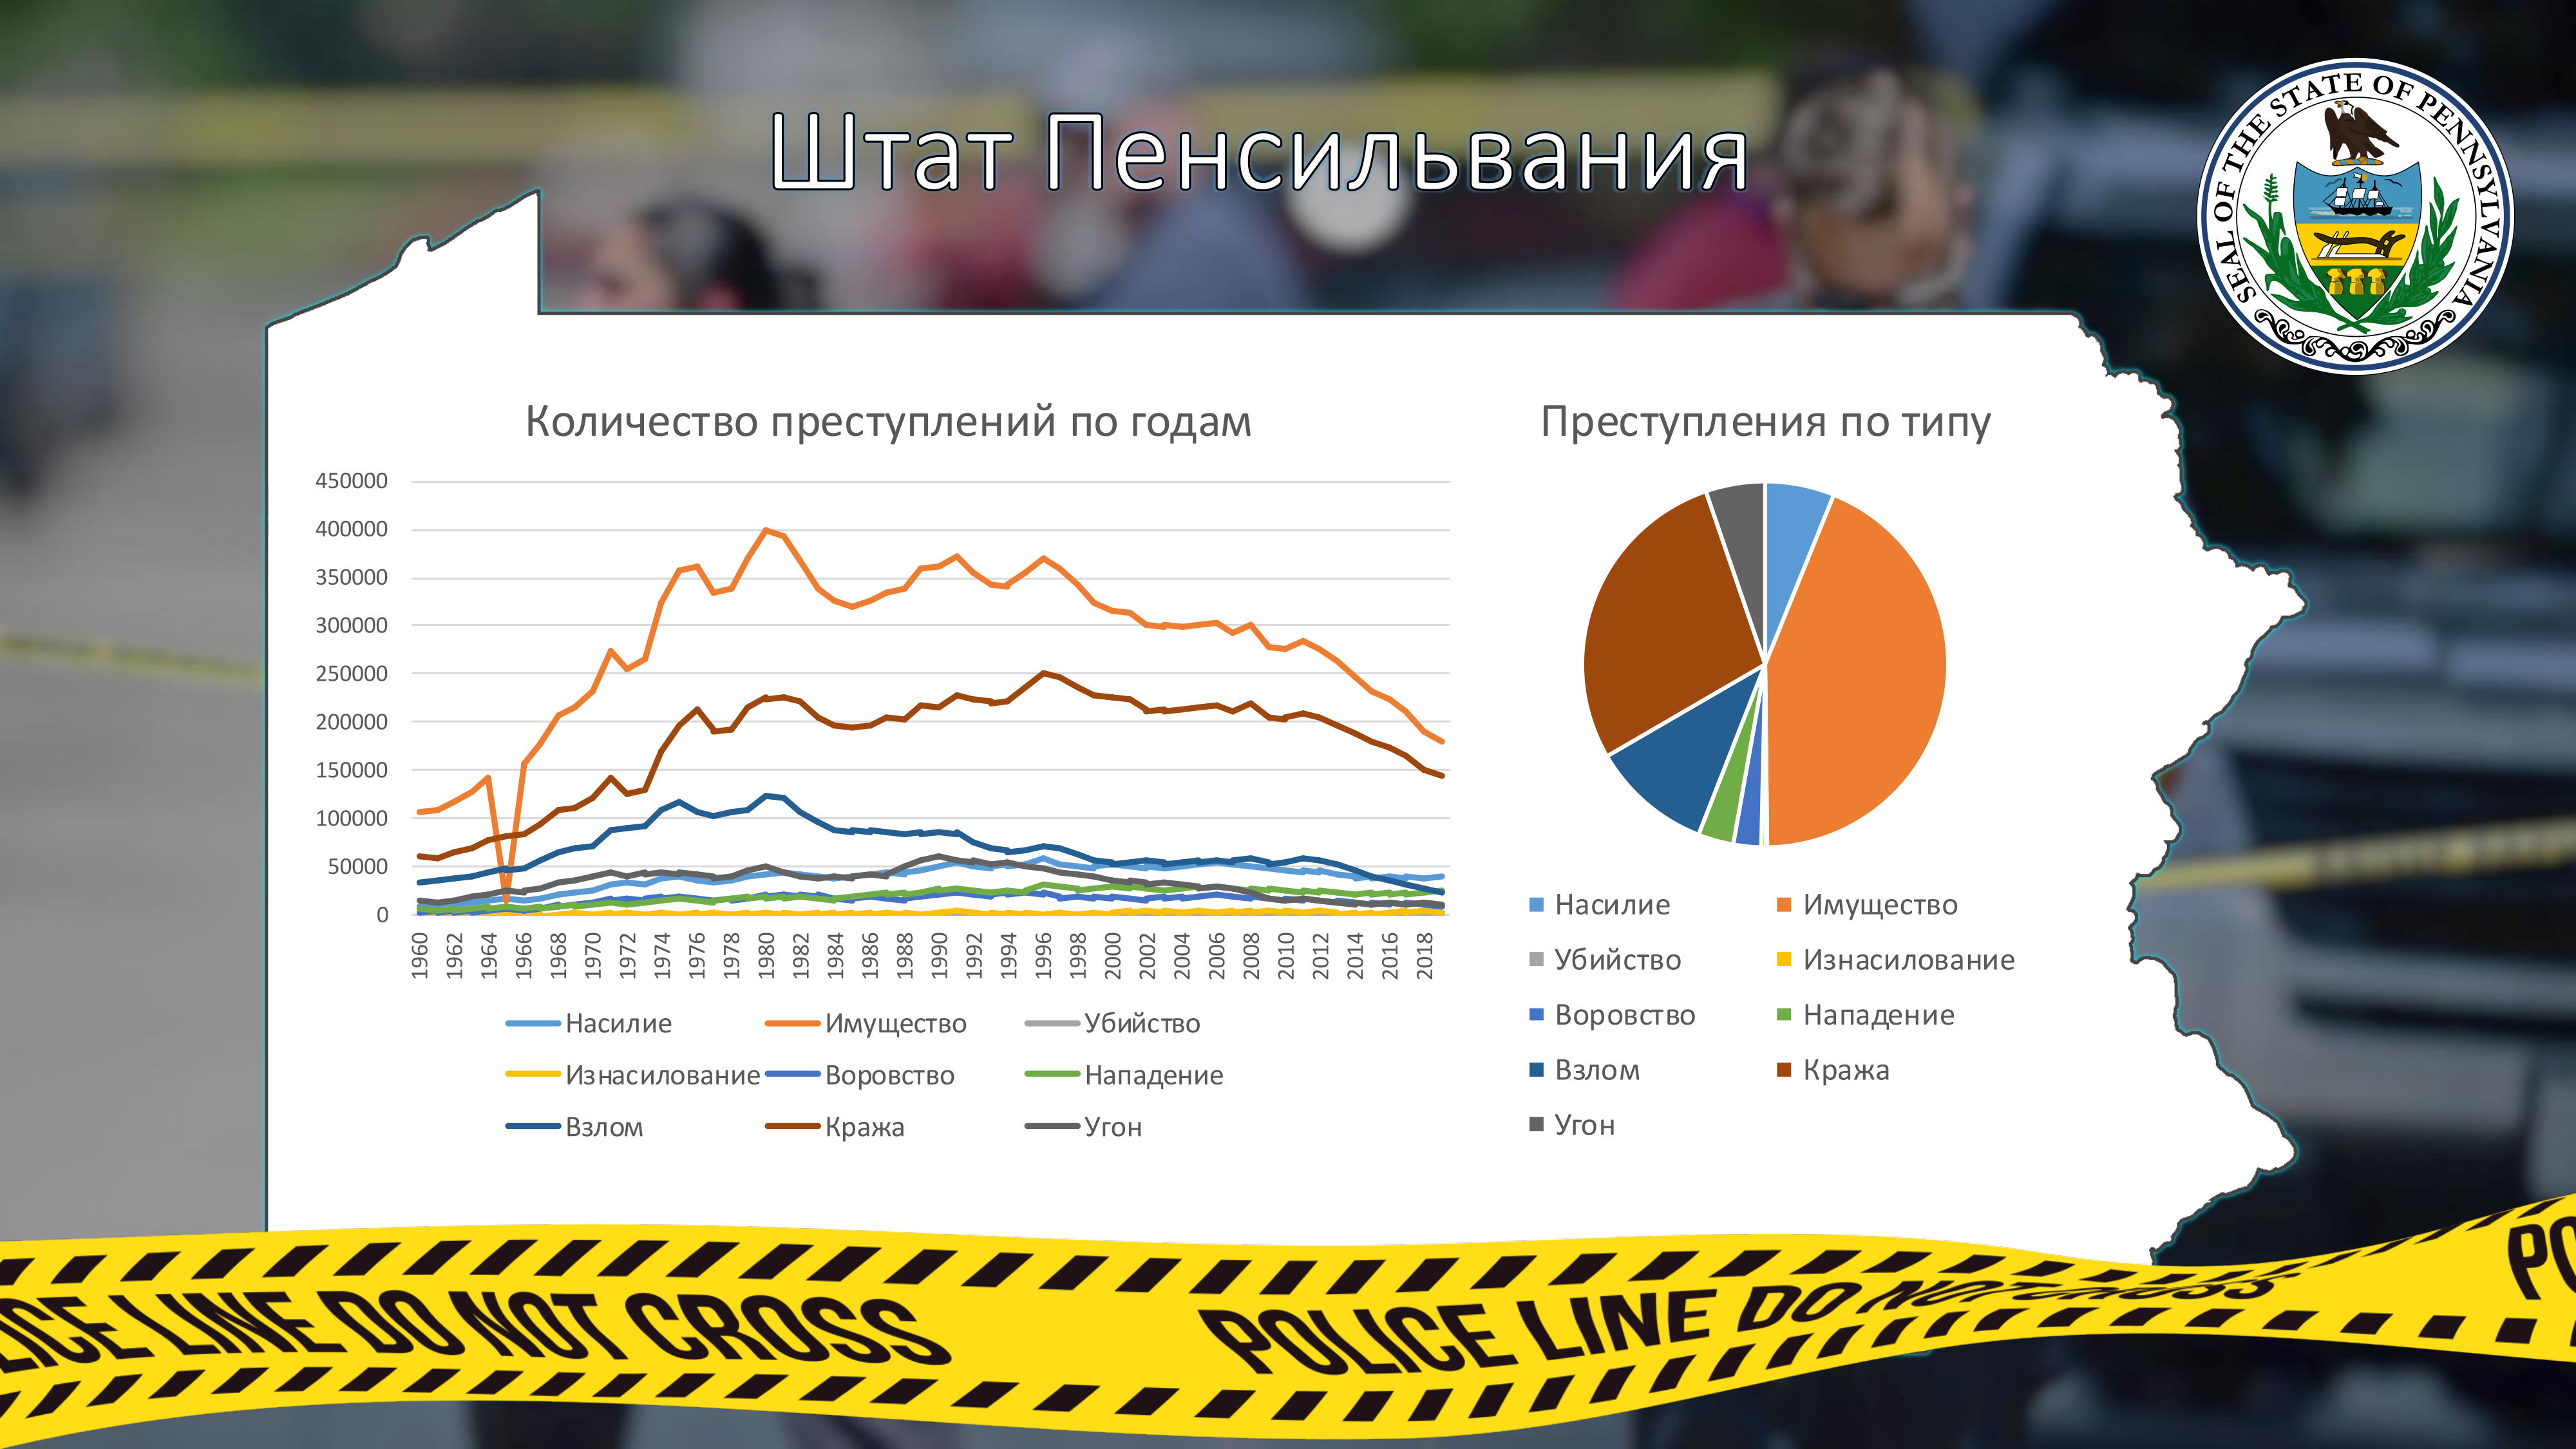 Штат Пенсильвания
SEAL OF THE STATE OF PENNSYLVANIA
Количество преступлений по годам
450000
400000
350000
300000
250000
200000
150000
100000
50000
0
1960 1962 1964 1966 1968 1970 1972 1974 1976 1978 1980 1982 1984 1986 1988 1990 1992 1994 1996 1998 2000 2002 2004 2006 2008 2010 2012 2014 2016 2018
Насилие Имущество Убийство
Изнасилование Воровство Нападение
Взлом Кража Угон
Преступления по типу
Насилие Имущество
Убийство Изнасилование
Воровство Нападение
Взлом Кража
Угон
LICE LINE DO NOT CROSS POLICE LINE DO NOT CROSS PO